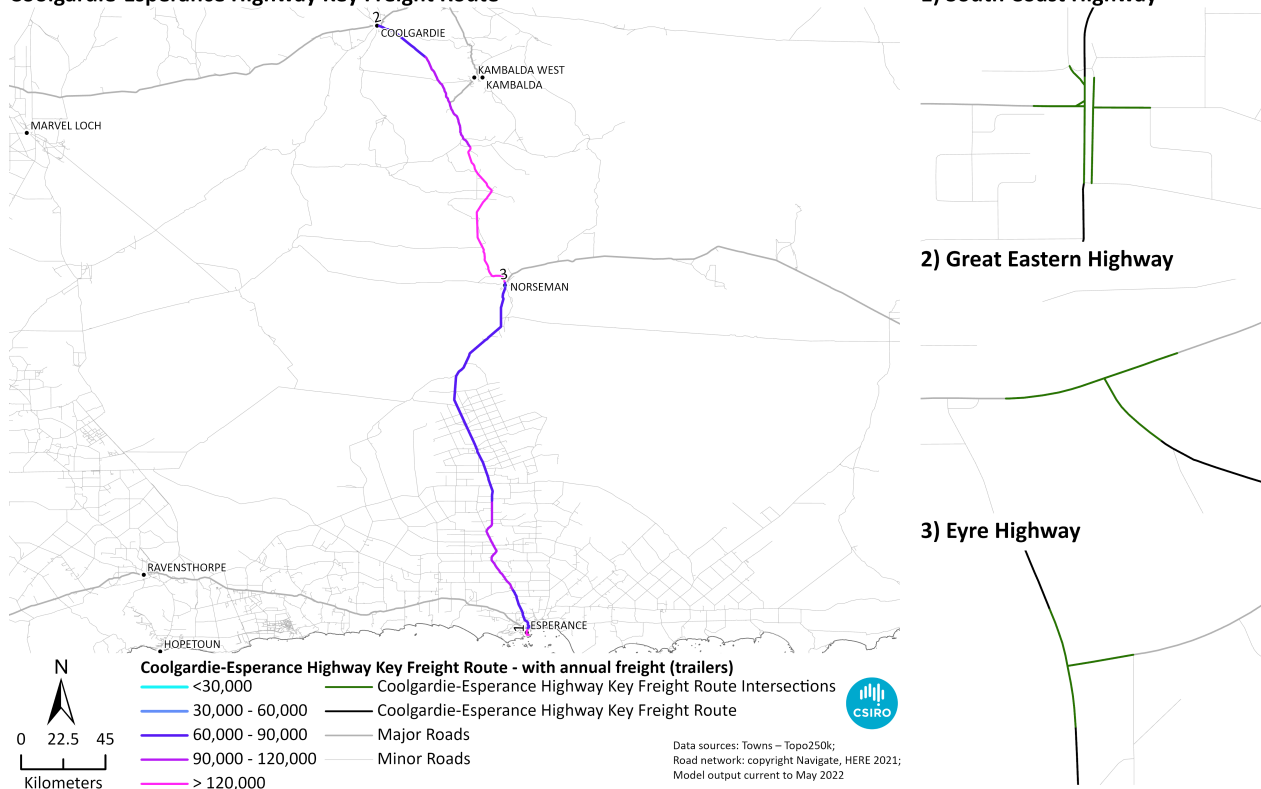 Coolgardie-Esperance Highway Key Freight Route
1) South Coast Highway
2
COOLGARDIE
KAMBALDA WEST
KAMBALDA
MARVEL LOCH
2) Great Eastern Highway
3
NORSEMAN
3) Eyre Highway
RAVENSTHORPE
1
ESPERANCE
HOPETOUN
N
0 22.5 45
Kilometers
Coolgardie-Esperance Highway Key Freight Route - with annual freight (trailers)
<30,000
30,000 - 60,000
60,000 - 90,000
90,000 - 120,000
> 120,000
Coolgardie-Esperance Highway Key Freight Route Intersections
Coolgardie-Esperance Highway Key Freight Route
Major Roads
Minor Roads
CSIRO
Data sources: Towns – Topo250k;
Road network: copyright Navigate, HERE 2021;
Model output current to May 2022